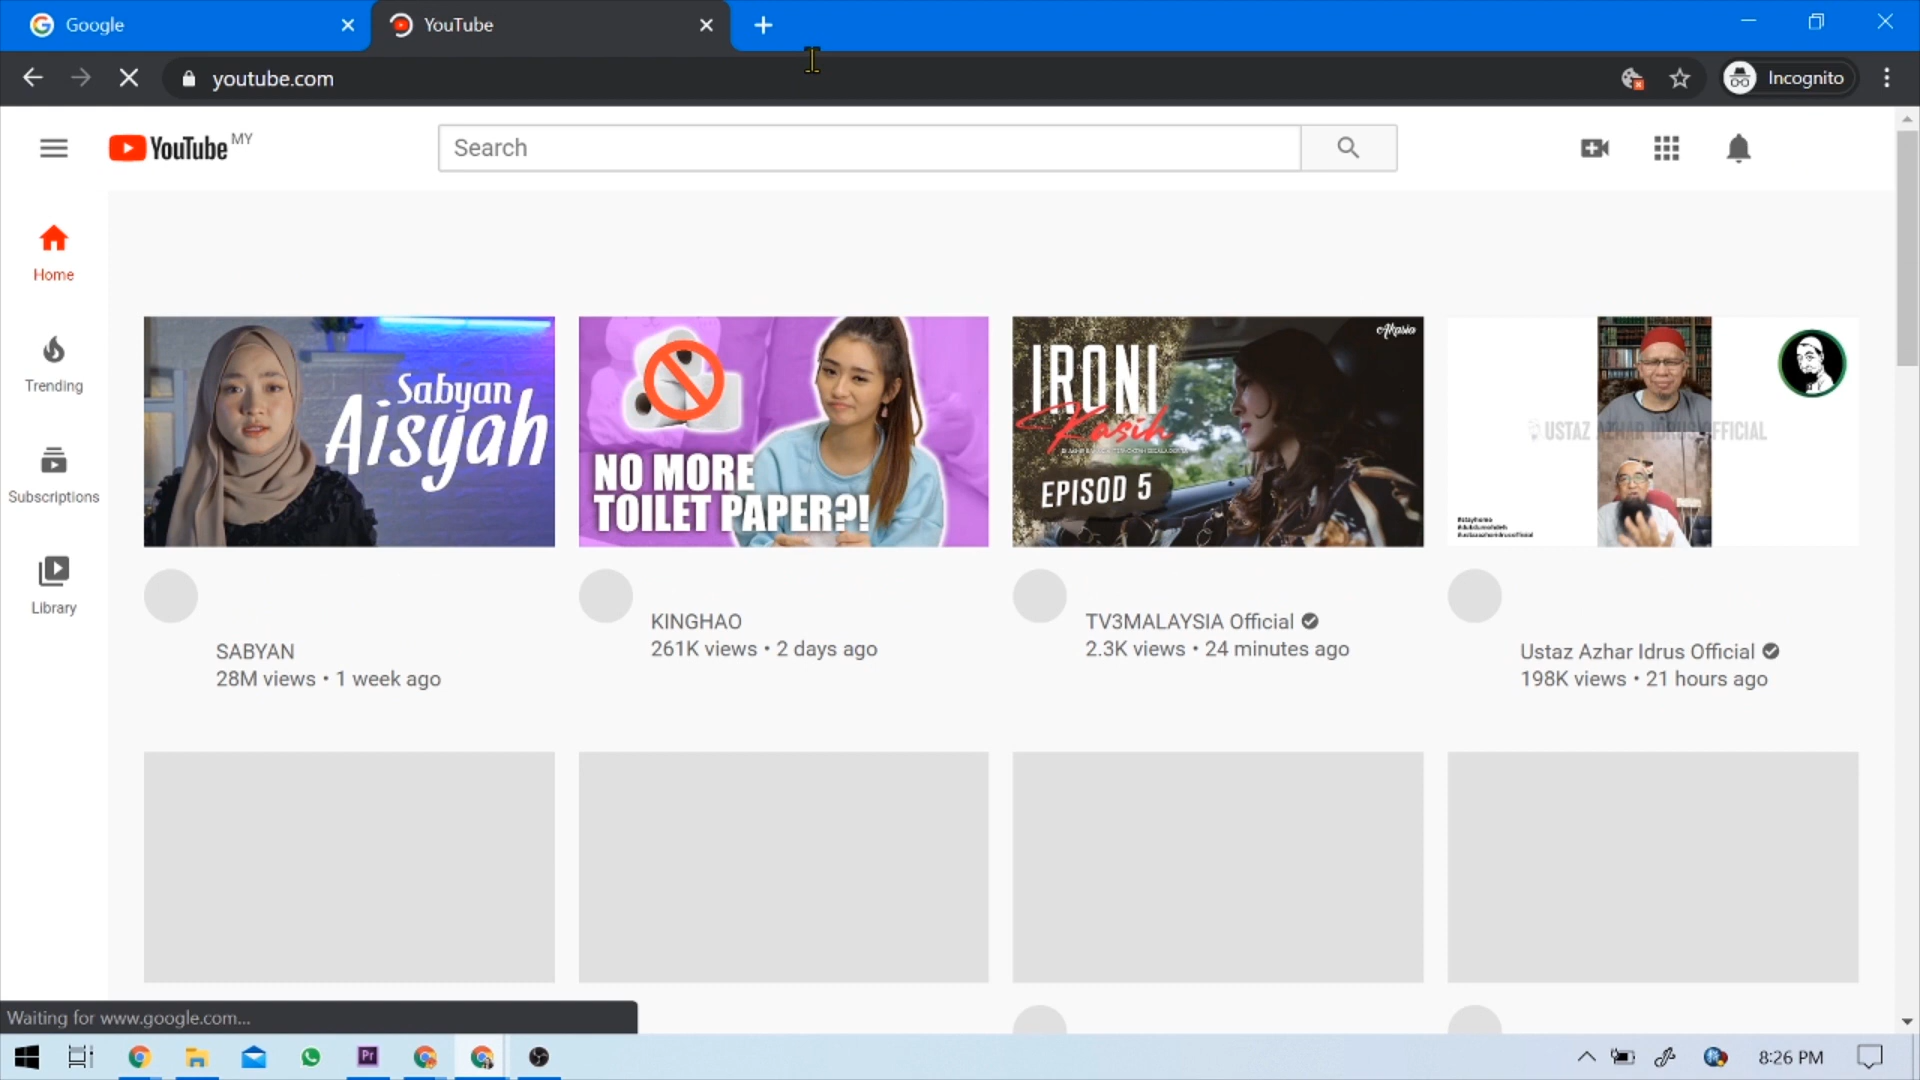 Google
YouTube
youtube.com
Incognito
YouTube MY
Search
Home
Trending
Subscriptions
Library
Sabyan
Aisyah
NO MORE
TOILET PAPER?!
Akasia
IRONI
Kasih
EPISOD 5
USTAZ AZHAR IDRUS OFFICIAL
#stayhome
SABYAN
28M views • 1 week ago
KINGHAO
261K views • 2 days ago
TV3MALAYSIA Official
2.3K views • 24 minutes ago
Ustaz Azhar Idrus Official
198K views • 21 hours ago
Waiting for www.google.com...
Pr
8:26 PM